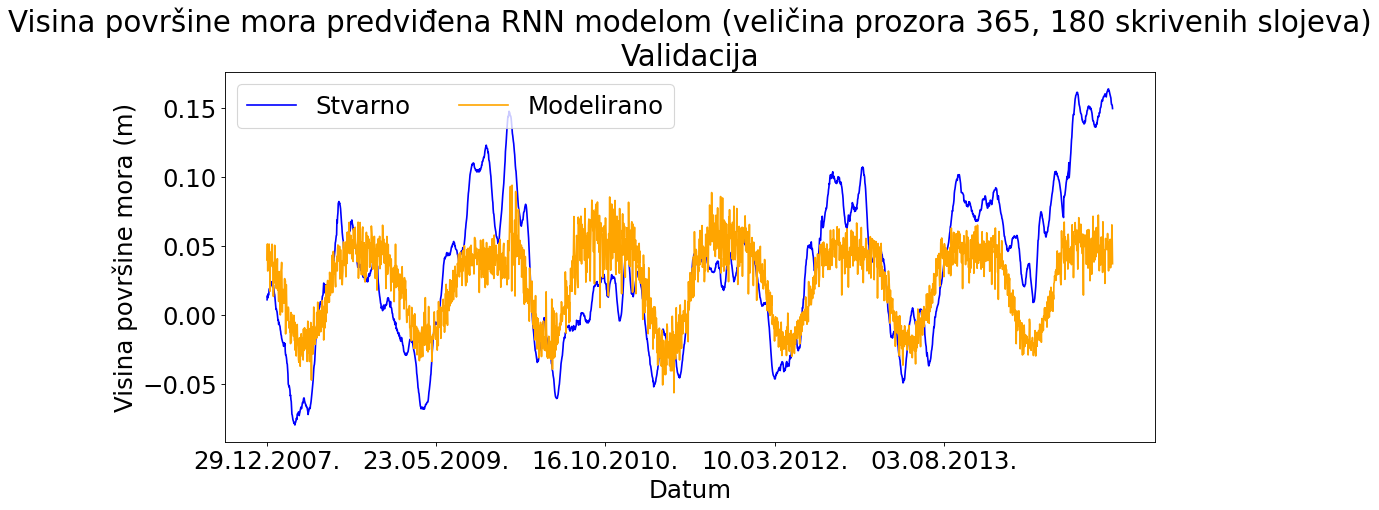 Visina površine mora predviđena RNN modelom (veličina prozora 365, 180 skrivenih slojeva)
Validacija
Stvarno
Modelirano
Visina površine mora (m)
0.15
0.10
0.05
0.00
−0.05
29.12.2007.
23.05.2009.
16.10.2010.
10.03.2012.
03.08.2013.
Datum